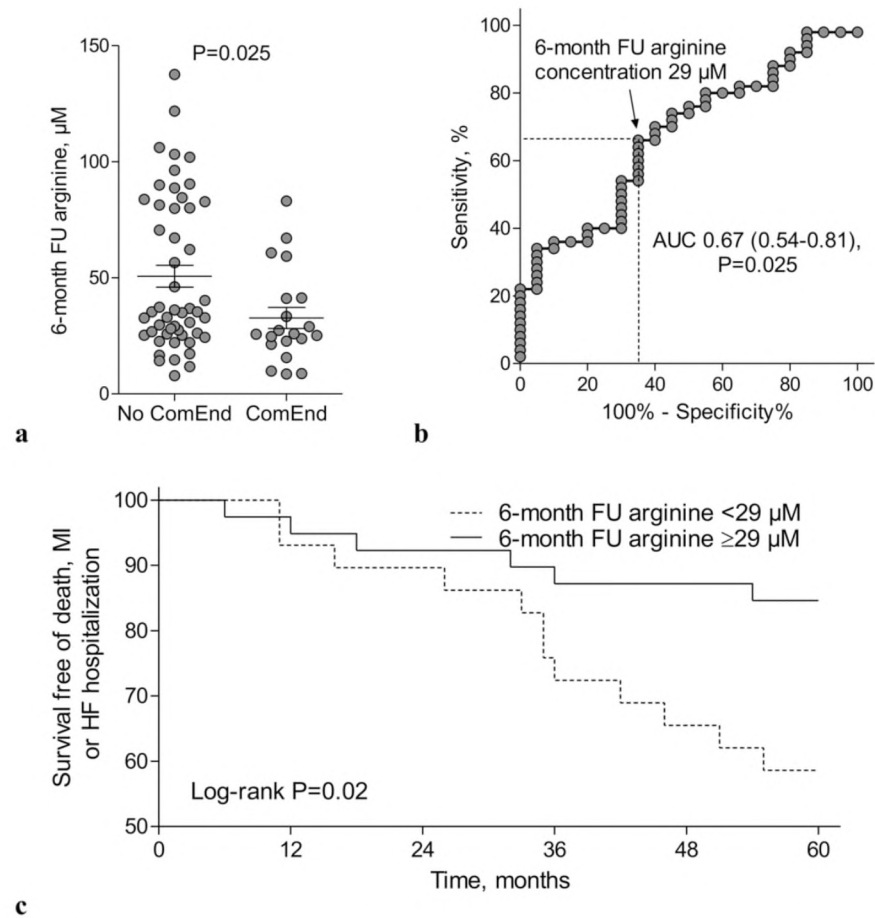 150
100
50
0
6-month FU arginine, µM
P=0.025
No ComEnd
ComEnd
a
100
80
60
40
20
0
Sensitivity, %
6-month FU arginine
concentration 29 µM
AUC 0.67 (0.54-0.81),
P=0.025
0 20 40 60 80 100
100% - Specificity%
b
100
90
80
70
60
50
Survival free of death, MI
or HF hospitalization
6-month FU arginine <29 µM
6-month FU arginine ≥29 µM
Log-rank P=0.02
0 12 24 36 48 60
Time, months
c